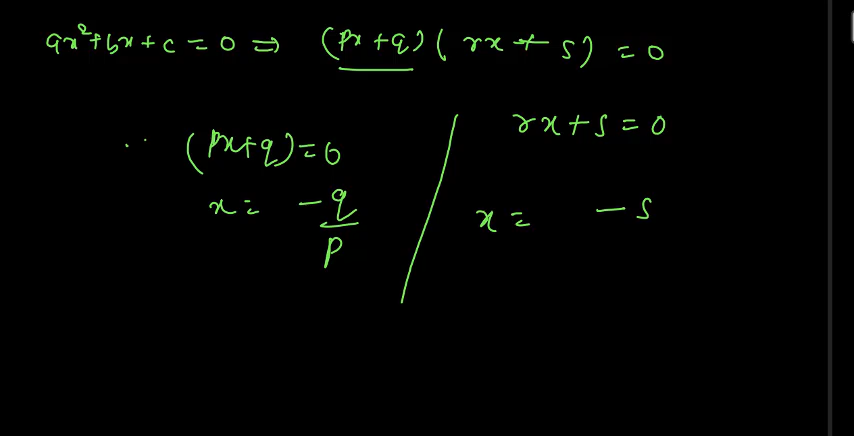 ax²+bx+c=0 ⇒ (px+q)(rx+s)=0
∴ (px+q)=0
x= -q/p
rx+s=0
x= -s